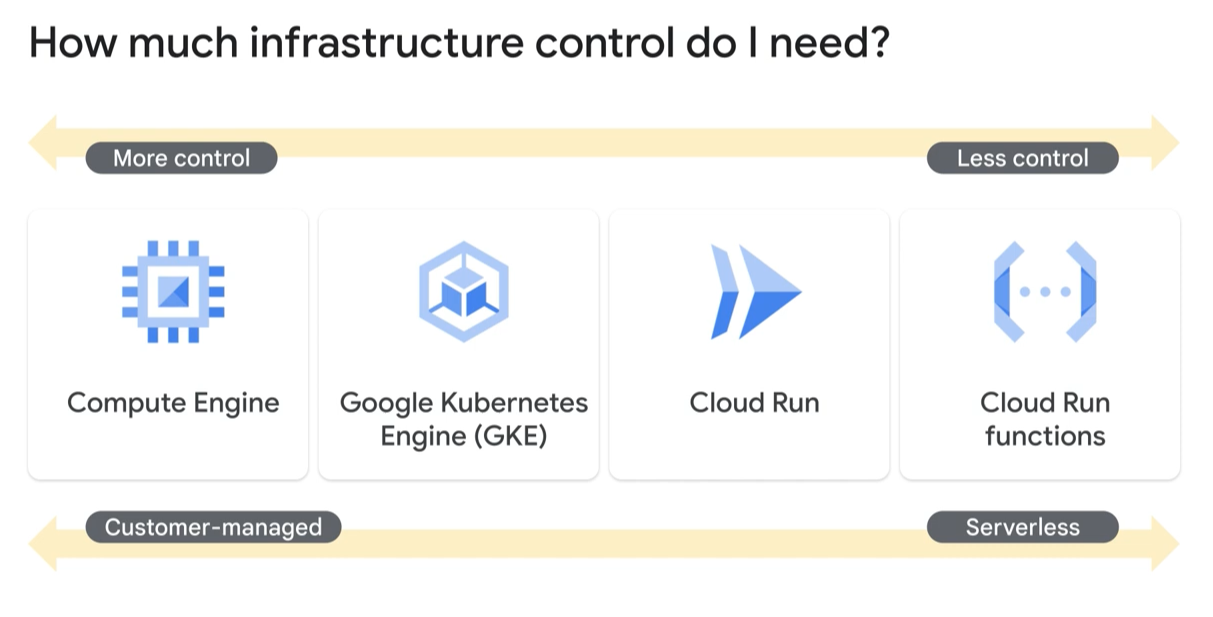 How much infrastructure control do I need?
More control
Less control
Compute Engine
Google Kubernetes
Engine (GKE)
Cloud Run
Cloud Run
functions
Customer-managed
Serverless